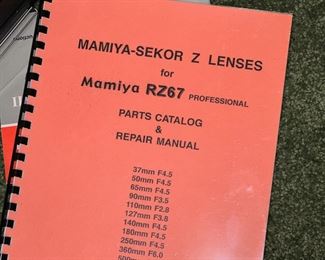 MAMIYA-SEKOR Z LENSES
for
Mamiya RZ67 PROFESSIONAL
PARTS CATALOG
&
REPAIR MANUAL
37mm F4.5
50mm F4.5
65mm F4.5
90mm F3.5
110mm F2.8
127mm F3.8
140mm F4.5
180mm F4.5
250mm F4.5
360mm F6.0